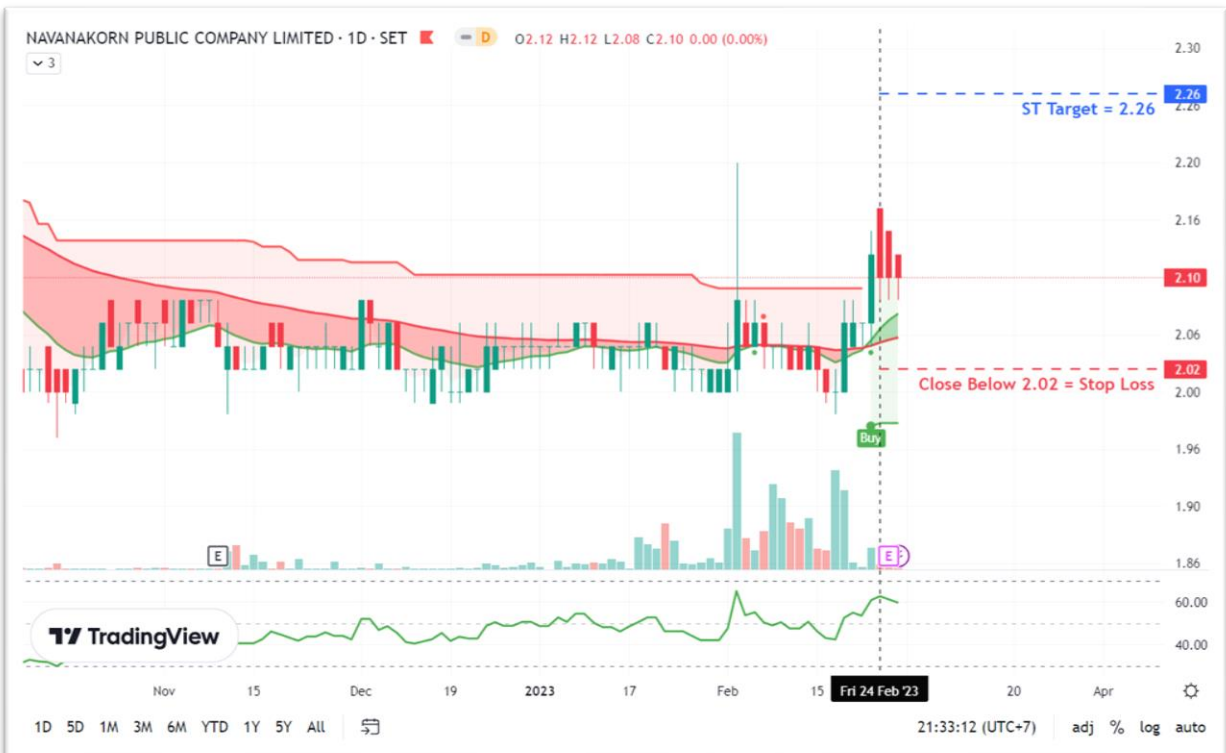 NAVANAKORN PUBLIC COMPANY LIMITED · 1D · SET D O2.12 H2.12 L2.08 C2.10 0.00 (0.00%)
3
2.30
2.26
2.26
ST Target = 2.26
2.20
2.16
2.10
2.06
2.02
Close Below 2.02 = Stop Loss
2.00
Buy
1.96
1.90
E
E
1.86
60.00
TradingView
40.00
Nov 15 Dec 19 2023 17 Feb 15 Fri 24 Feb '23 20 Apr
1D 5D 1M 3M 6M YTD 1Y 5Y All 21:33:12 (UTC+7) adj % log auto